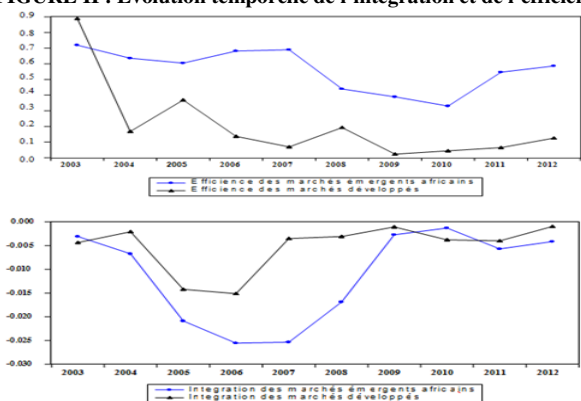 FIGURE II : Evolution temporelle de l'intégration et de l'efficien
0.9
0.8
0.7
0.6
0.5
0.4
0.3
0.2
0.1
0.0
2003 2004 2005 2006 2007 2008 2009 2010 2011 2012
Efficience des marchés émergents africains
Efficience des marchés développés
0.000
-0.005
-0.010
-0.015
-0.020
-0.025
-0.030
2003 2004 2005 2006 2007 2008 2009 2010 2011 2012
Integration des marchés émergents africains
Integration des marchés développés